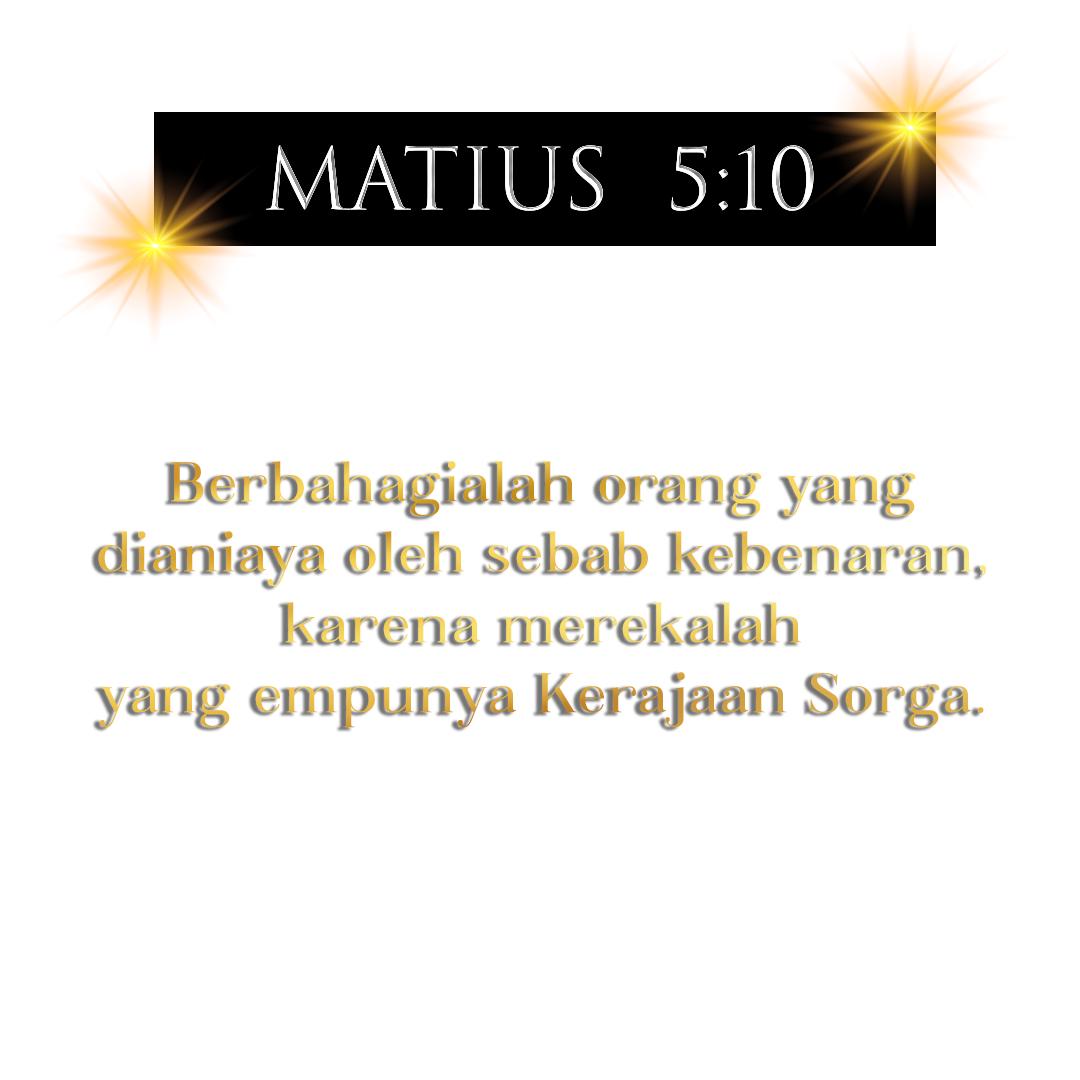 MATIUS 5:10
Berbahagialah orang yang
dianiaya oleh sebab kebenaran,
karena merekalah
yang empunya Kerajaan Sorga.